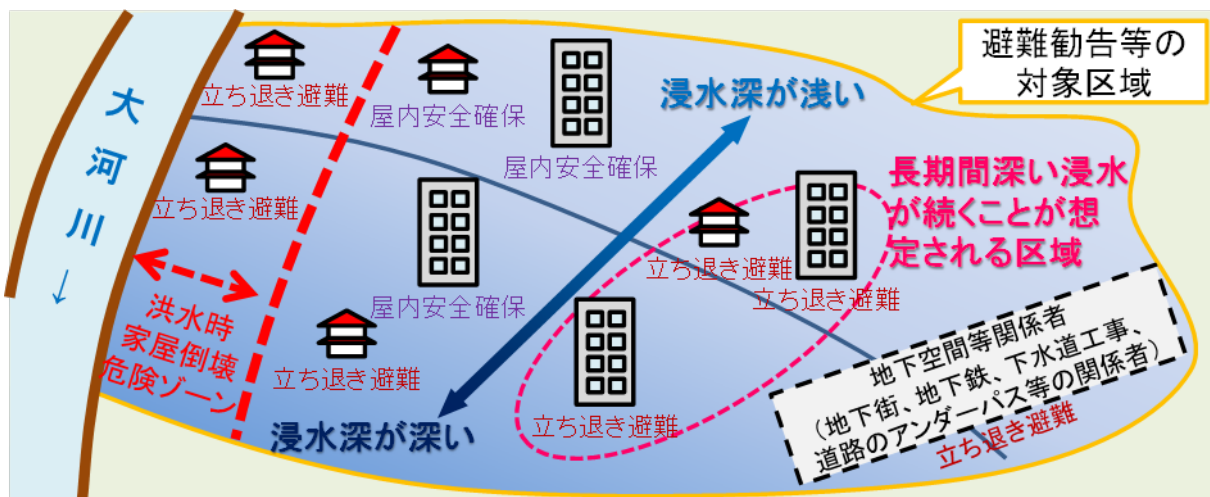 避難勧告等の
対象区域
大河川
↓
立ち退き避難
屋内安全確保
屋内安全確保
浸水深が浅い
立ち退き避難
屋内安全確保
長期間深い浸水
が続くことが想
定される区域
立ち退き避難
立ち退き避難
洪水時
家屋倒壊
危険ゾーン
立ち退き避難
浸水深が深い
立ち退き避難
地下空間等関係者
(地下街、地下鉄、下水道工事、
道路のアンダーパス等の関係者)
立ち退き避難